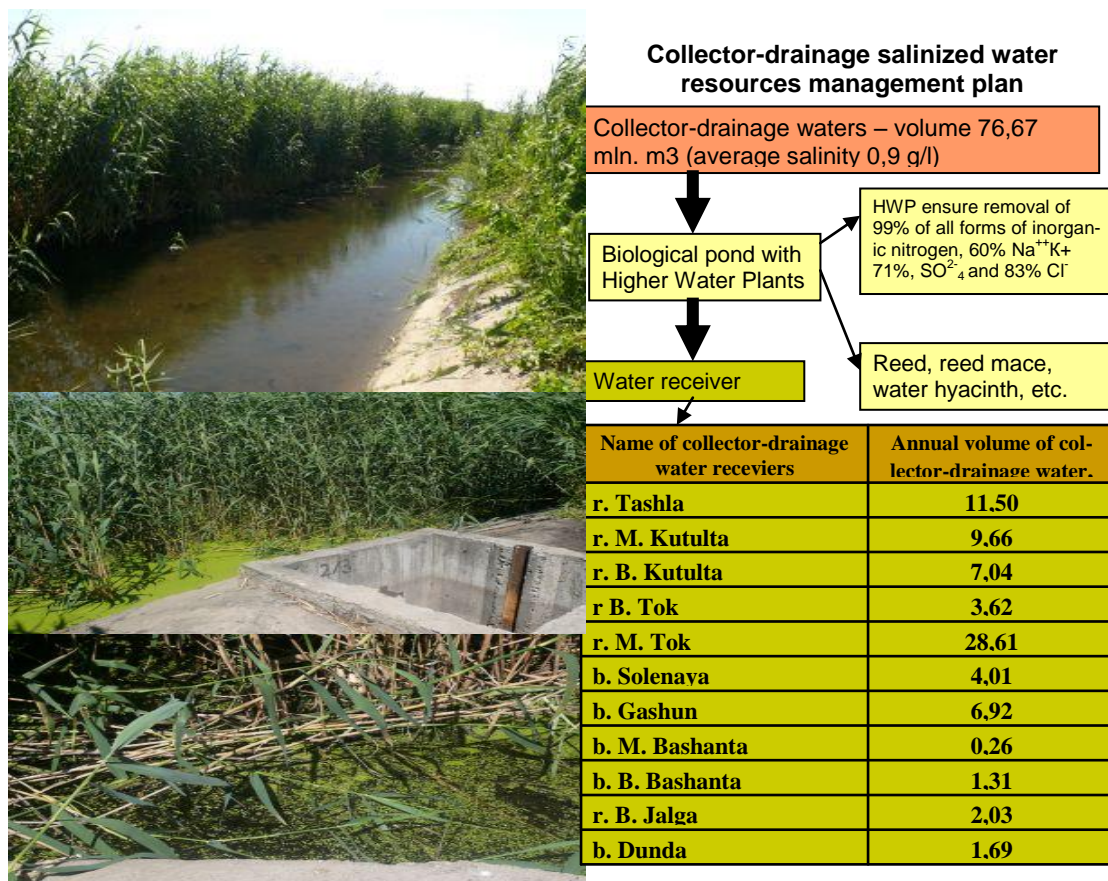 Collector-drainage salinized water
resources management plan
Collector-drainage waters – volume 76,67
mln. m3 (average salinity 0,9 g/l)
HWP ensure removal of
99% of all forms of inorgan-
ic nitrogen, 60% Na⁺⁺K+
71%, SO²⁻₄ and 83% Cl⁻
Biological pond with
Higher Water Plants
Reed, reed mace,
water hyacinth, etc.
Water receiver
Name of collector-drainage
water receviers
Annual volume of col-
lector-drainage water,
r. Tashla 11,50
r. M. Kutulta 9,66
r. B. Kutulta 7,04
r B. Tok 3,62
r. M. Tok 28,61
b. Solenaya 4,01
b. Gashun 6,92
b. M. Bashanta 0,26
b. B. Bashanta 1,31
r. B. Jalga 2,03
b. Dunda 1,69
213